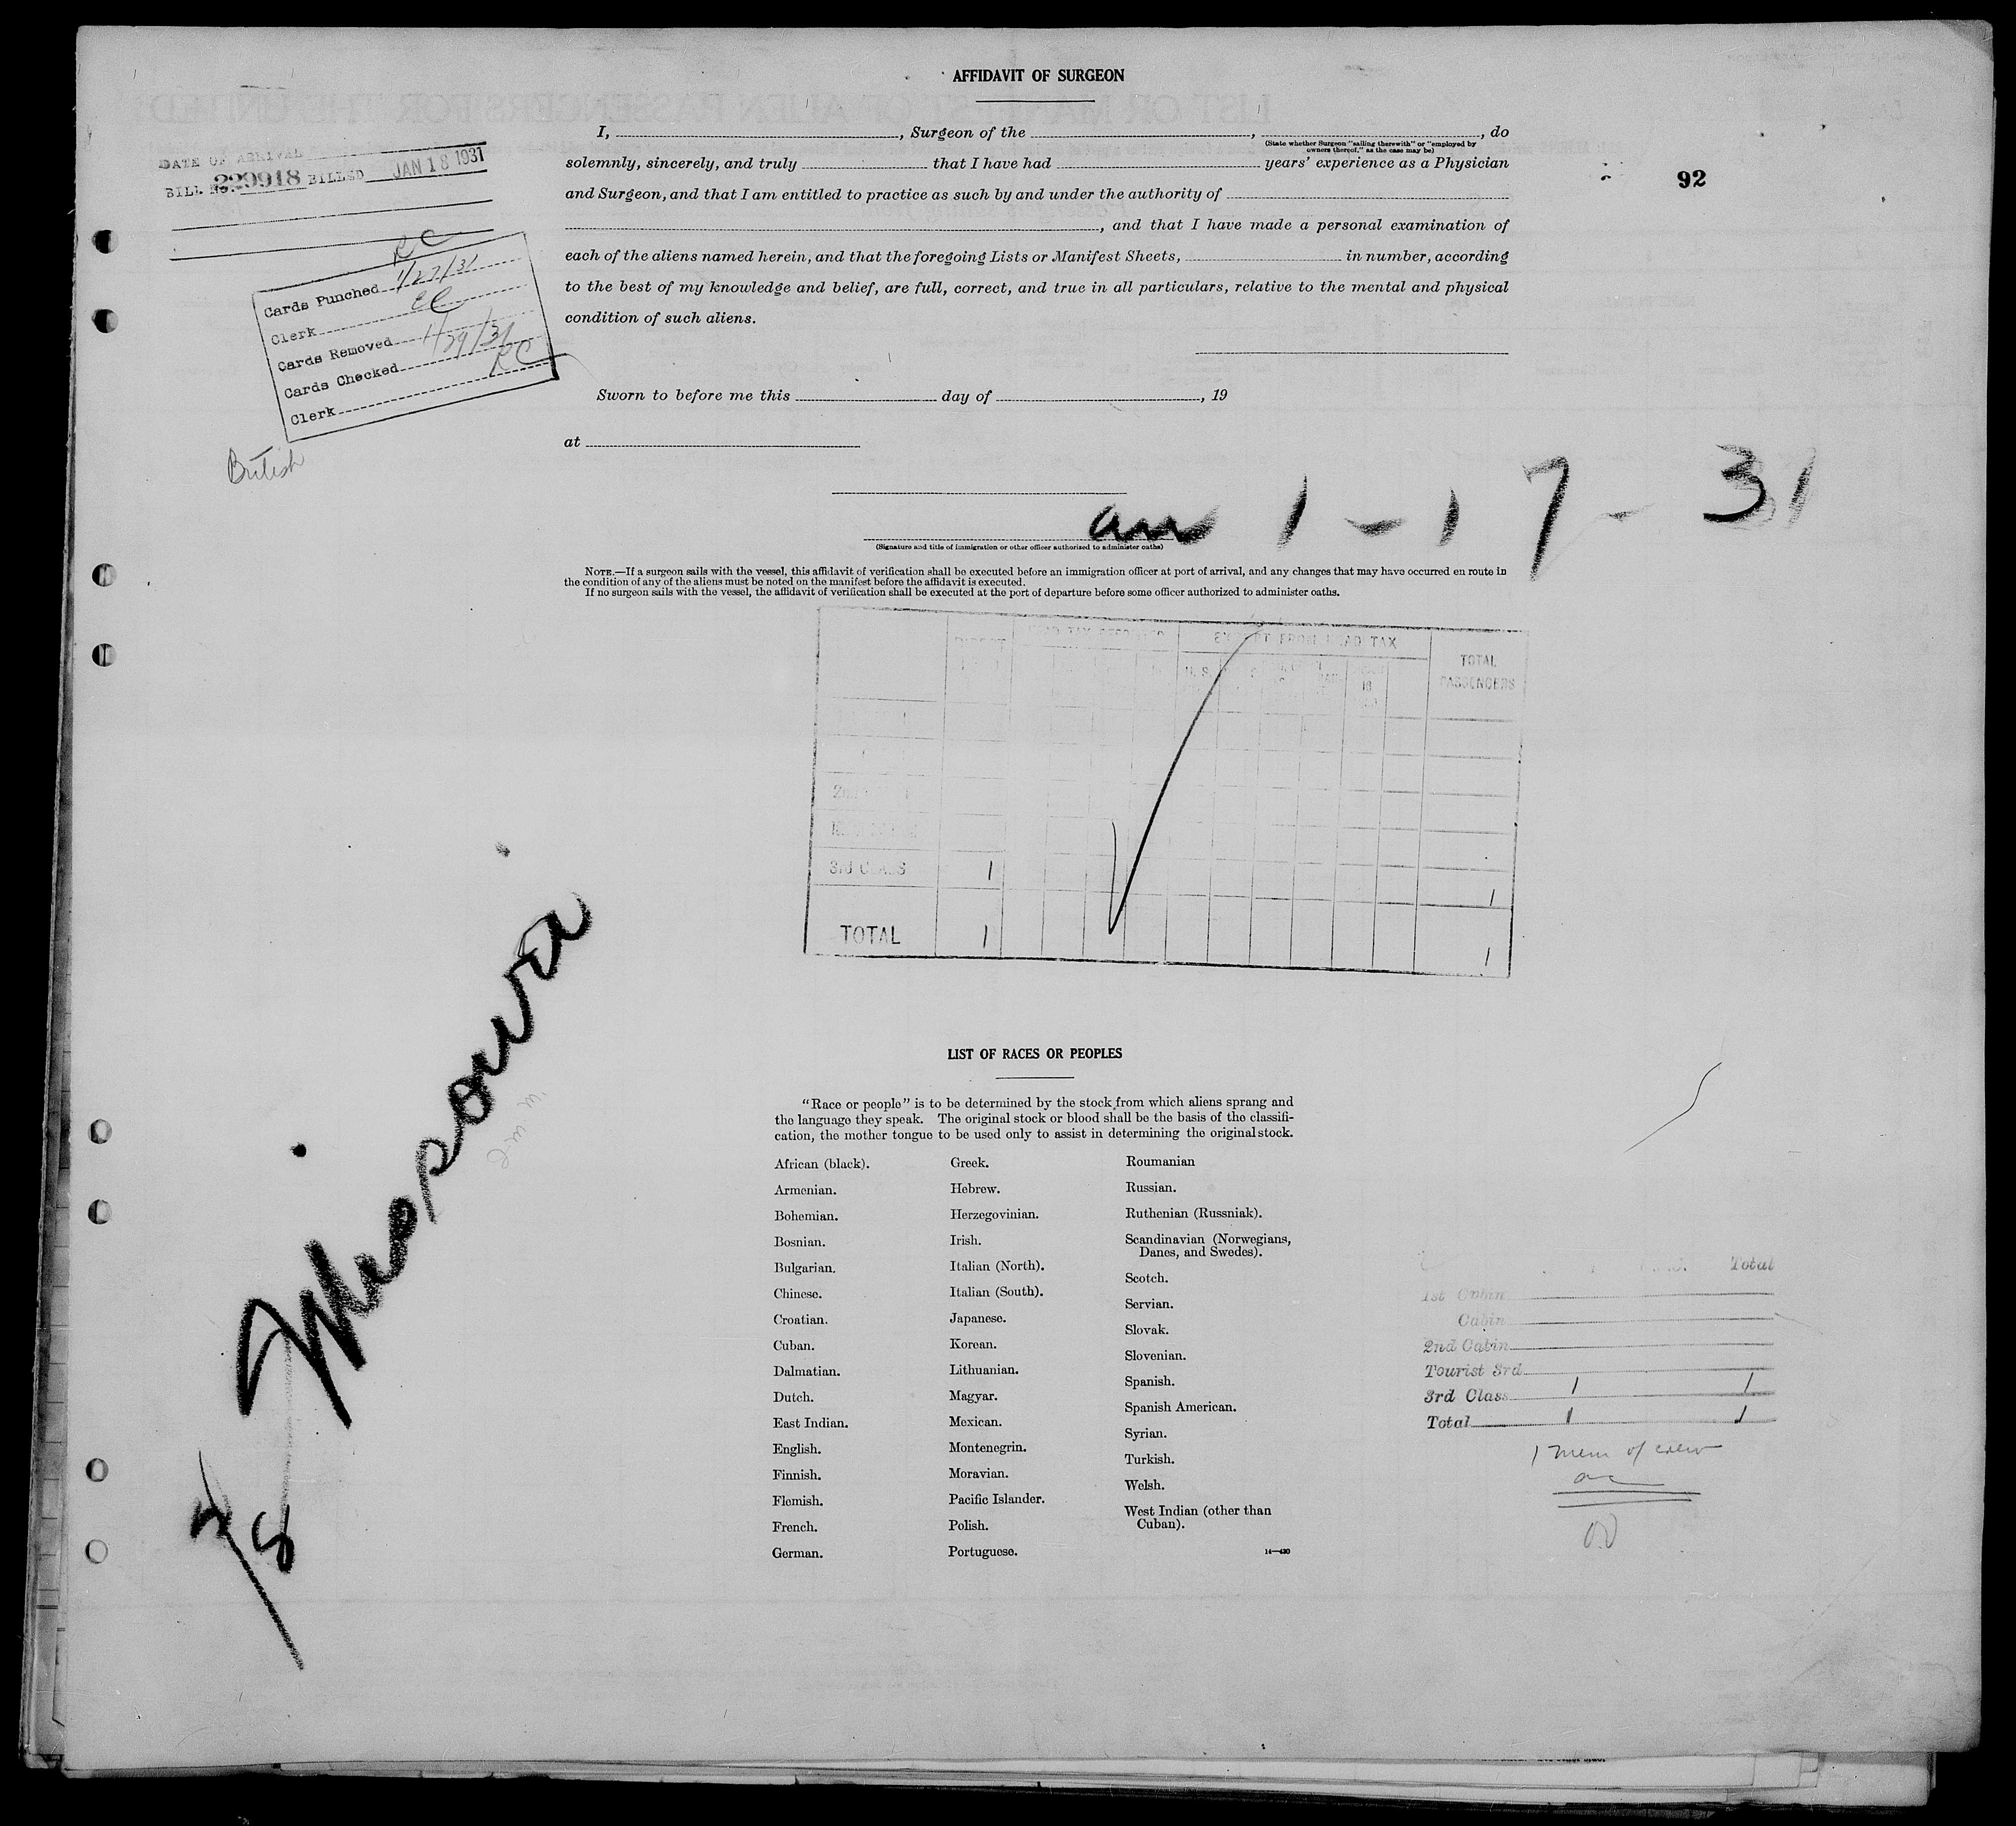 AFFIDAVIT OF SURGEON
I, , Surgeon of the , , do
(State whether Surgeon "sailing therewith" or "employed by
owners thereof," as the case may be)
solemnly, sincerely, and truly that I have had years' experience as a Physician
and Surgeon, and that I am entitled to practice as such by and under the authority of
, and that I have made a personal examination of
each of the aliens named herein, and that the foregoing Lists or Manifest Sheets, in number, according
to the best of my knowledge and belief, are full, correct, and true in all particulars, relative to the mental and physical
condition of such aliens.
Sworn to before me this day of , 19
at
DATE OF ARRIVAL
BILL No. 229918 BILLED JAN 18 1931
92
RC
Cards Punched 1/27/31
Clerk CC
Cards Removed
Cards Checked 1/29/31
Clerk RC
British
arr 1-17-31
(Signature and title of immigration or other officer authorized to administer oaths)
NOTE.—If a surgeon sails with the vessel, this affidavit of verification shall be executed before an immigration officer at port of arrival, and any changes that may have occurred en route in
the condition of any of the aliens must be noted on the manifest before the affidavit is executed.
If no surgeon sails with the vessel, the affidavit of verification shall be executed at the port of departure before some officer authorized to administer oaths.
EXEMPT FROM HEAD TAX
TOTAL
PASSENGERS
U.S.
3rd CLASS 1
1
TOTAL 1 1
LIST OF RACES OR PEOPLES
"Race or people" is to be determined by the stock from which aliens sprang and
the language they speak. The original stock or blood shall be the basis of the classifi-
cation, the mother tongue to be used only to assist in determining the original stock.
African (black).
Armenian.
Bohemian.
Bosnian.
Bulgarian.
Chinese.
Croatian.
Cuban.
Dalmatian.
Dutch.
East Indian.
English.
Finnish.
Flemish.
French.
German.
Greek.
Hebrew.
Herzegovinian.
Irish.
Italian (North).
Italian (South).
Japanese.
Korean.
Lithuanian.
Magyar.
Mexican.
Montenegrin.
Moravian.
Pacific Islander.
Polish.
Portuguese.
Roumanian
Russian.
Ruthenian (Russniak).
Scandinavian (Norwegians,
Danes, and Swedes).
Scotch.
Servian.
Slovak.
Slovenian.
Spanish.
Spanish American.
Syrian.
Turkish.
Welsh.
West Indian (other than
Cuban).
14—430
Total
1st Cabin
Cabin
2nd Cabin
Tourist 3rd
3rd Class 1 1
Total 1 1
1 mem of crew